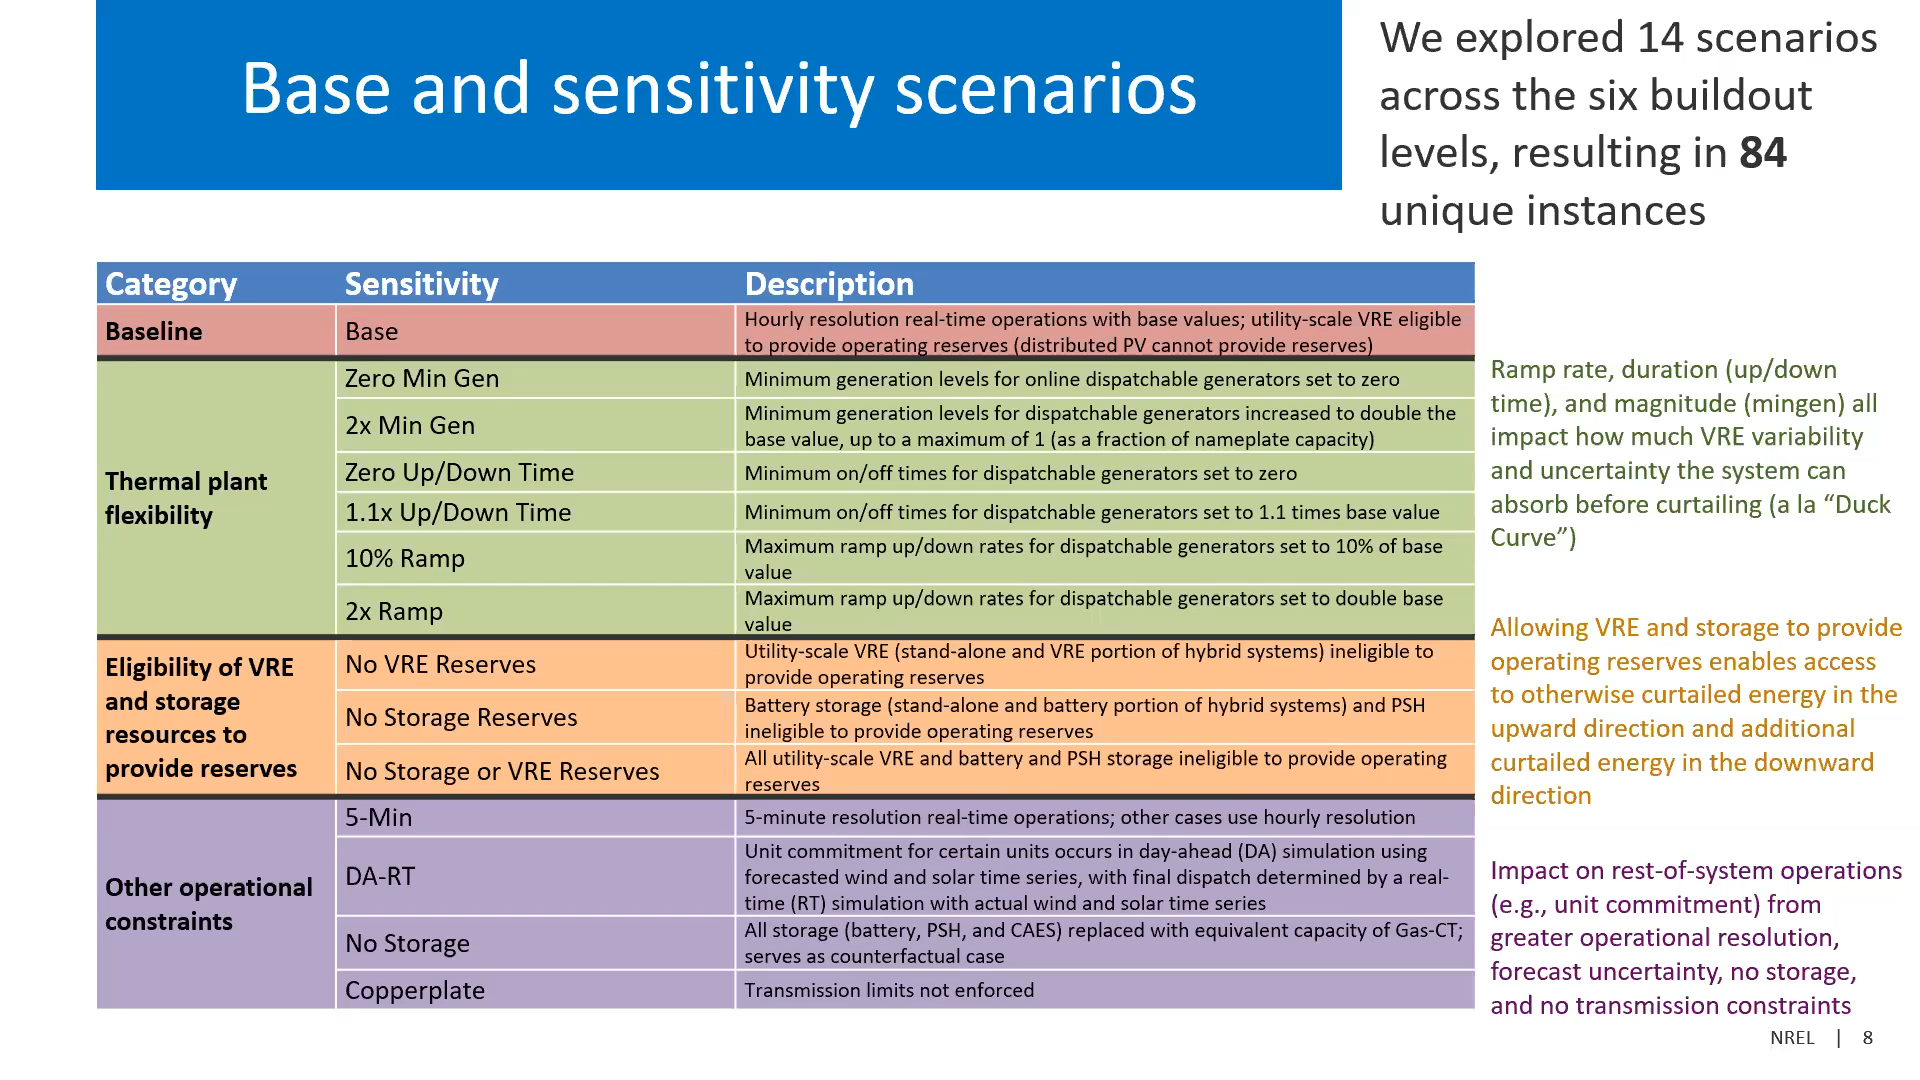 Base and sensitivity scenarios
We explored 14 scenarios
across the six buildout
levels, resulting in 84
unique instances
Category Sensitivity Description
Baseline
Base
Hourly resolution real-time operations with base values; utility-scale VRE eligible
to provide operating reserves (distributed PV cannot provide reserves)
Thermal plant
flexibility
Zero Min Gen
Minimum generation levels for online dispatchable generators set to zero
2x Min Gen
Minimum generation levels for dispatchable generators increased to double the
base value, up to a maximum of 1 (as a fraction of nameplate capacity)
Zero Up/Down Time
Minimum on/off times for dispatchable generators set to zero
1.1x Up/Down Time
Minimum on/off times for dispatchable generators set to 1.1 times base value
10% Ramp
Maximum ramp up/down rates for dispatchable generators set to 10% of base
value
2x Ramp
Maximum ramp up/down rates for dispatchable generators set to double base
value
Eligibility of VRE
and storage
resources to
provide reserves
No VRE Reserves
Utility-scale VRE (stand-alone and VRE portion of hybrid systems) ineligible to
provide operating reserves
No Storage Reserves
Battery storage (stand-alone and battery portion of hybrid systems) and PSH
ineligible to provide operating reserves
No Storage or VRE Reserves
All utility-scale VRE and battery and PSH storage ineligible to provide operating
reserves
Other operational
constraints
5-Min
5-minute resolution real-time operations; other cases use hourly resolution
DA-RT
Unit commitment for certain units occurs in day-ahead (DA) simulation using
forecasted wind and solar time series, with final dispatch determined by a real-
time (RT) simulation with actual wind and solar time series
No Storage
All storage (battery, PSH, and CAES) replaced with equivalent capacity of Gas-CT;
serves as counterfactual case
Copperplate
Transmission limits not enforced
Ramp rate, duration (up/down
time), and magnitude (mingen) all
impact how much VRE variability
and uncertainty the system can
absorb before curtailing (a la “Duck
Curve”)
Allowing VRE and storage to provide
operating reserves enables access
to otherwise curtailed energy in the
upward direction and additional
curtailed energy in the downward
direction
Impact on rest-of-system operations
(e.g., unit commitment) from
greater operational resolution,
forecast uncertainty, no storage,
and no transmission constraints
NREL | 8